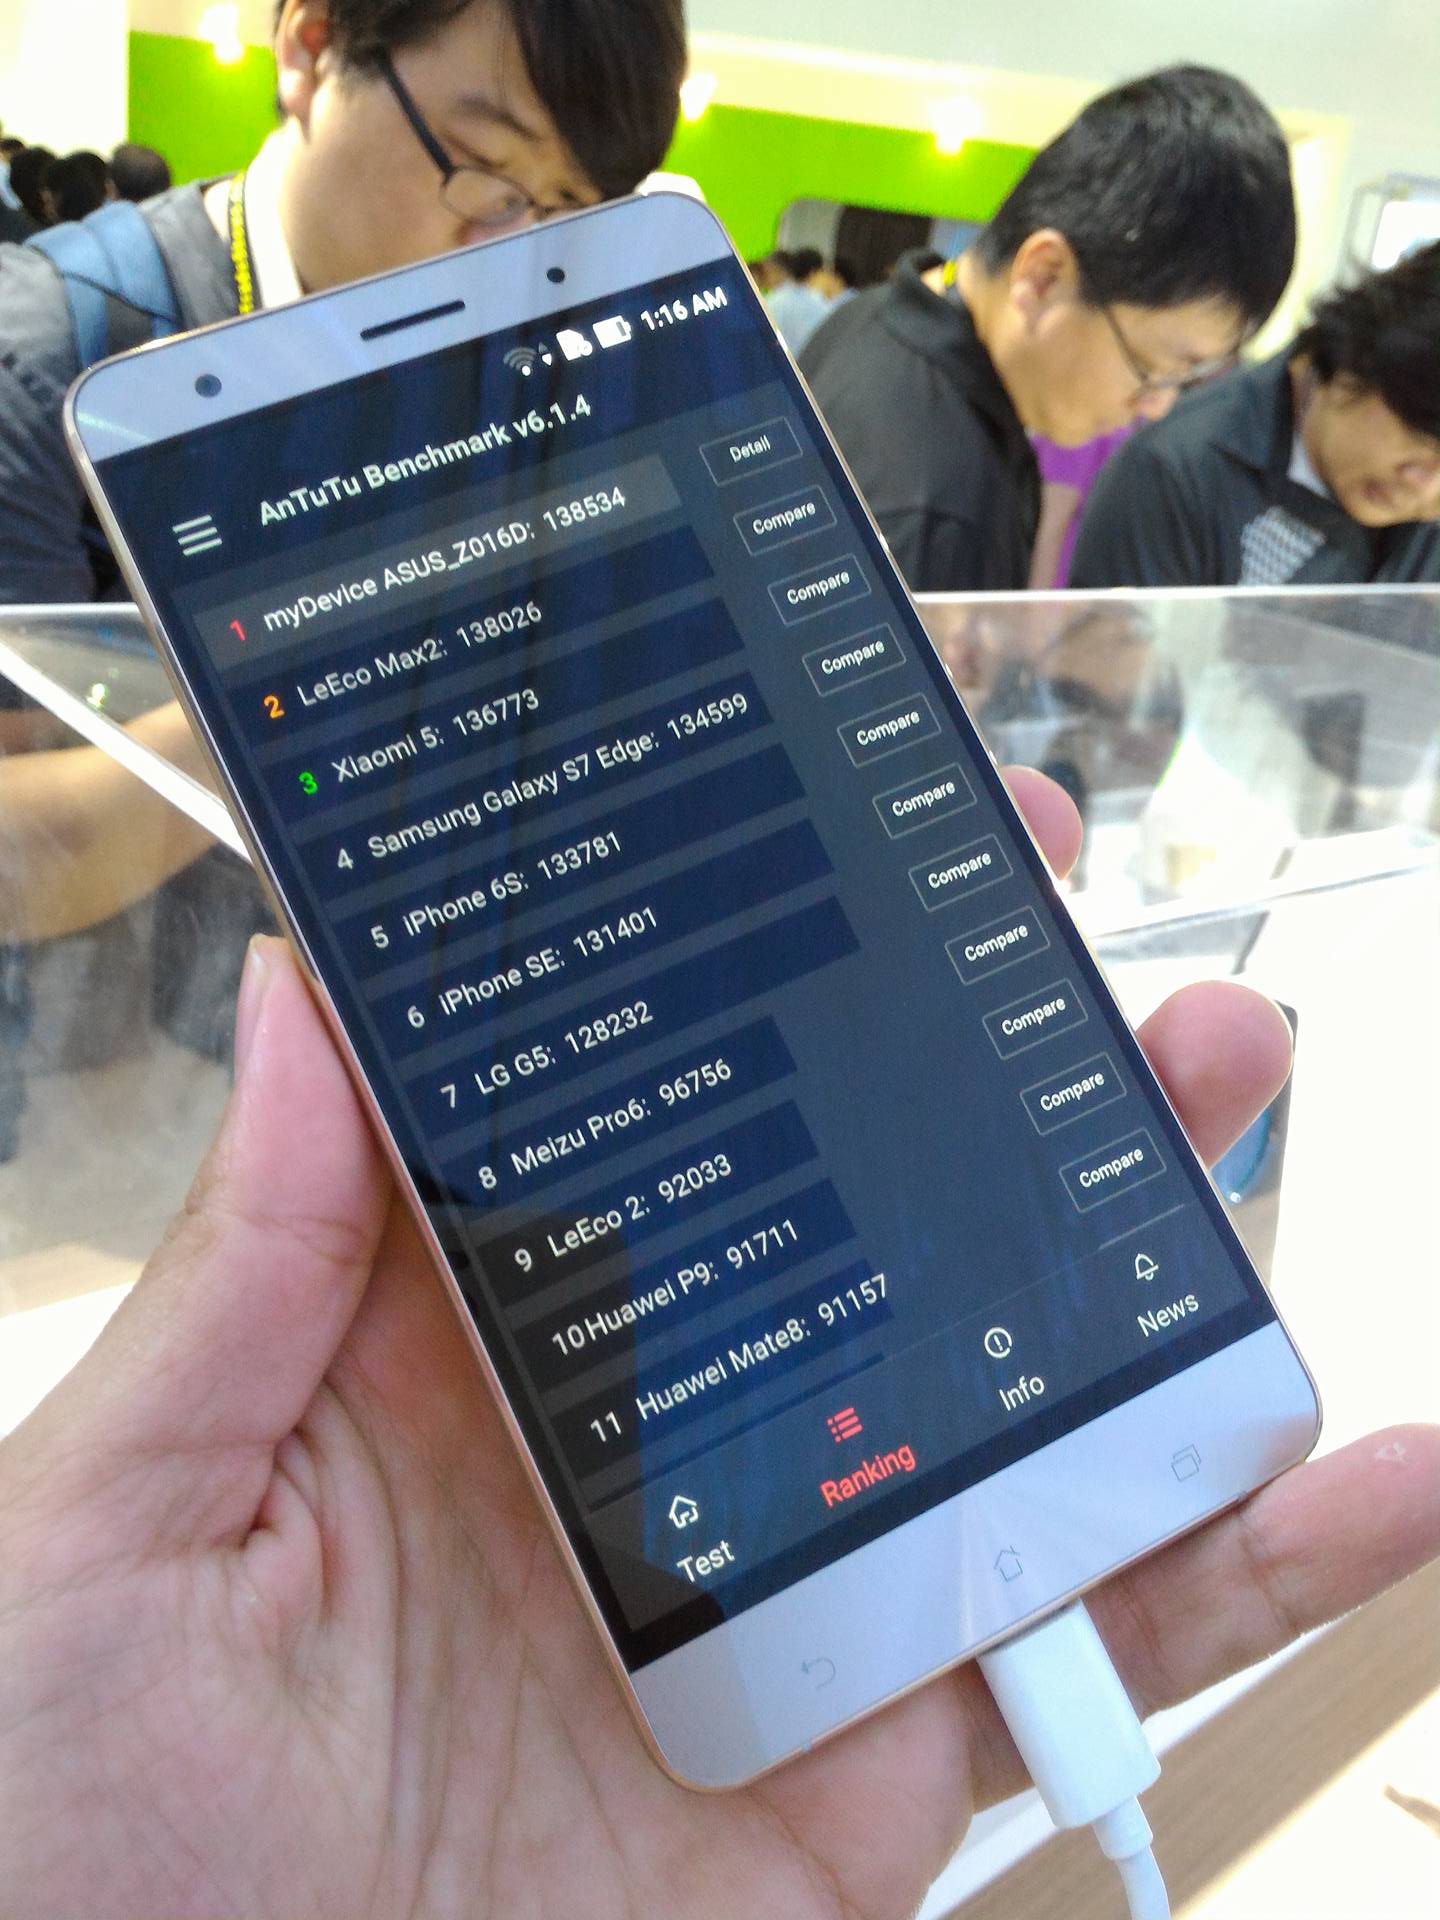 1:16 AM
AnTuTu Benchmark v6.1.4
1 myDevice ASUS_Z016D: 138534 Detail
2 LeEco Max2: 138026 Compare
3 Xiaomi 5: 136773 Compare
4 Samsung Galaxy S7 Edge: 134599 Compare
5 iPhone 6S: 133781 Compare
6 iPhone SE: 131401 Compare
7 LG G5: 128232 Compare
8 Meizu Pro6: 96756 Compare
9 LeEco 2: 92033 Compare
10 Huawei P9: 91711 Compare
11 Huawei Mate8: 91157 Compare
Test Ranking Info News